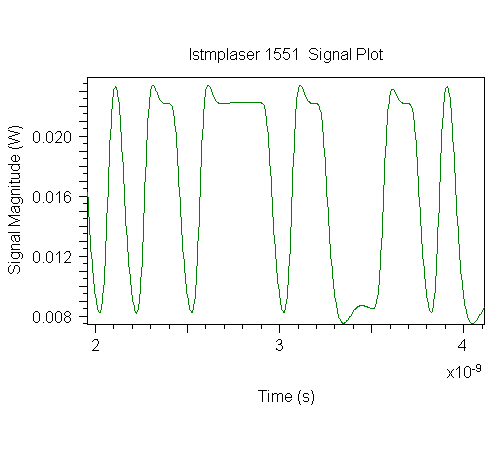 lstmplaser 1551  Signal Plot
Signal Magnitude (W)
0.020
0.016
0.012
0.008
2 3 4
x10-9
Time (s)